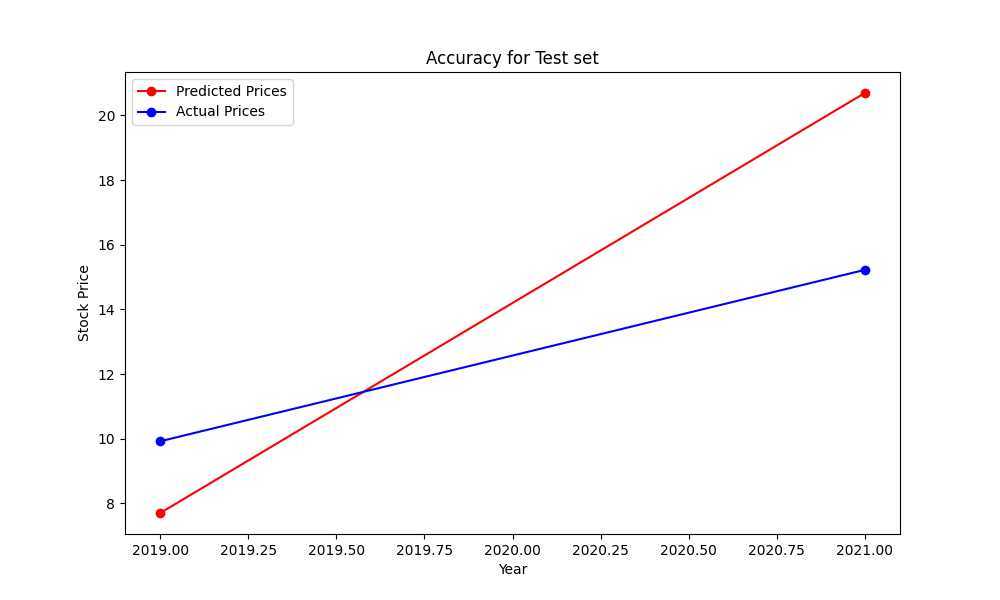 Accuracy for Test set
Predicted Prices
Actual Prices
20
18
16
14
12
10
8
Stock Price
2019.00 2019.25 2019.50 2019.75 2020.00 2020.25 2020.50 2020.75 2021.00
Year